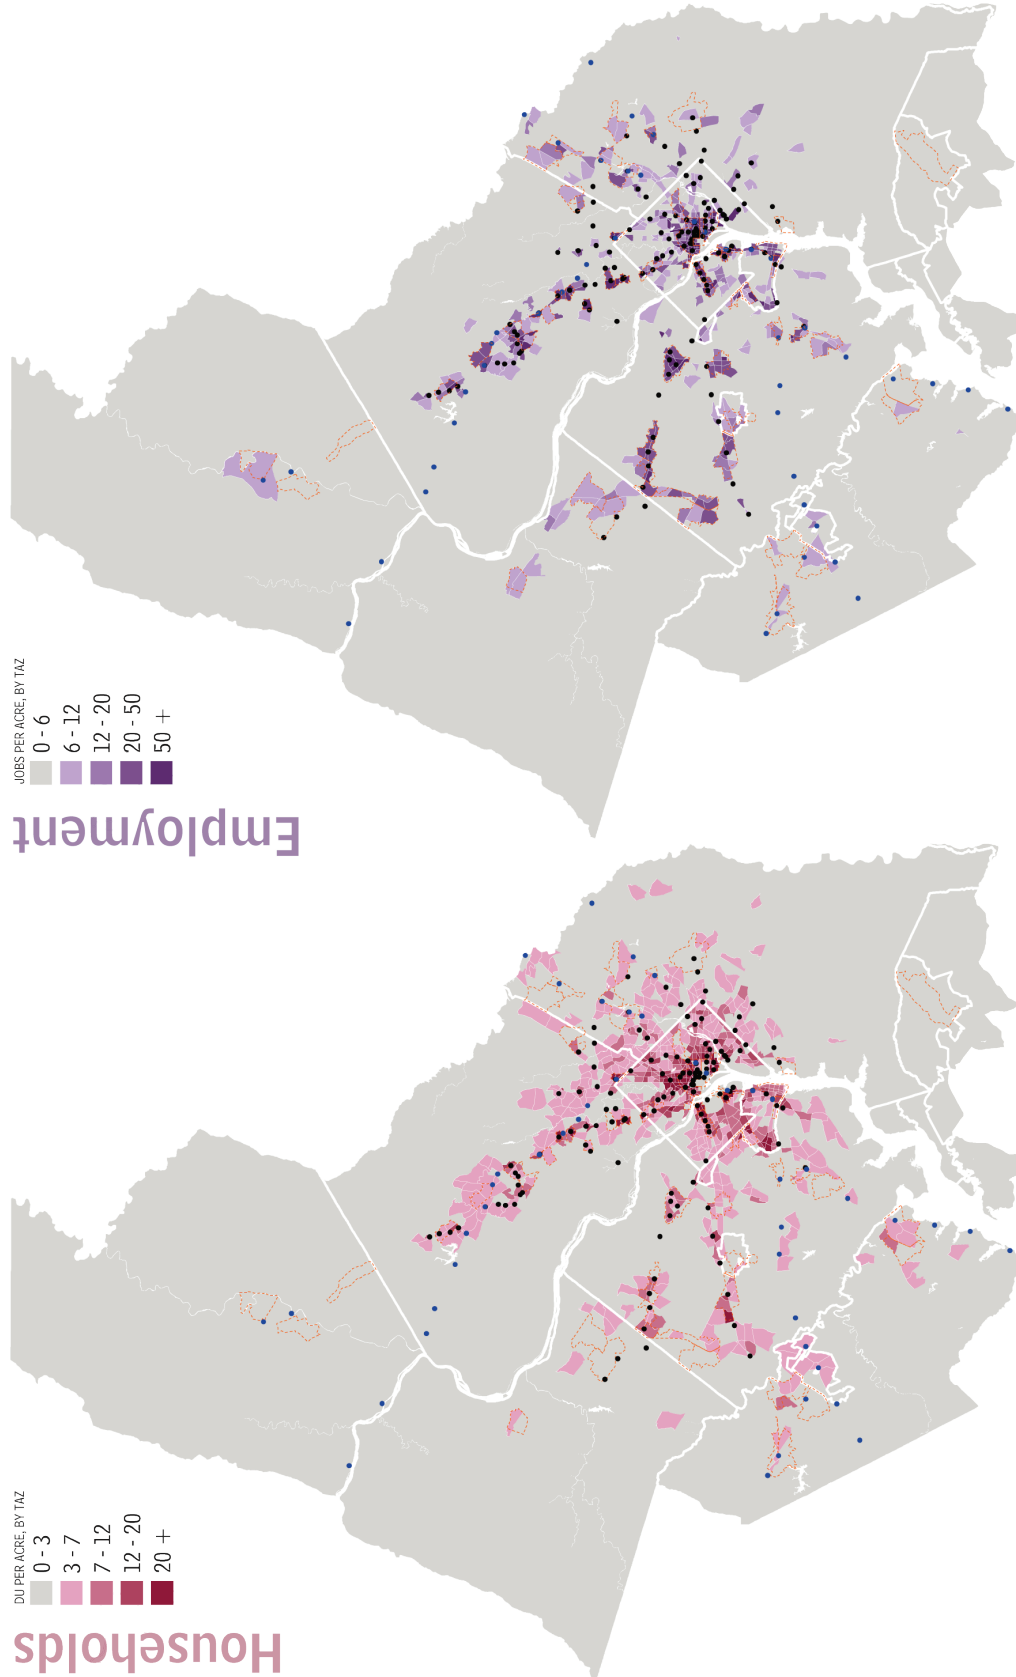 Households
DU PER ACRE, BY TAZ
0 - 3
3 - 7
7 - 12
12 - 20
20 +
Employment
JOBS PER ACRE, BY TAZ
0 - 6
6 - 12
12 - 20
20 - 50
50 +